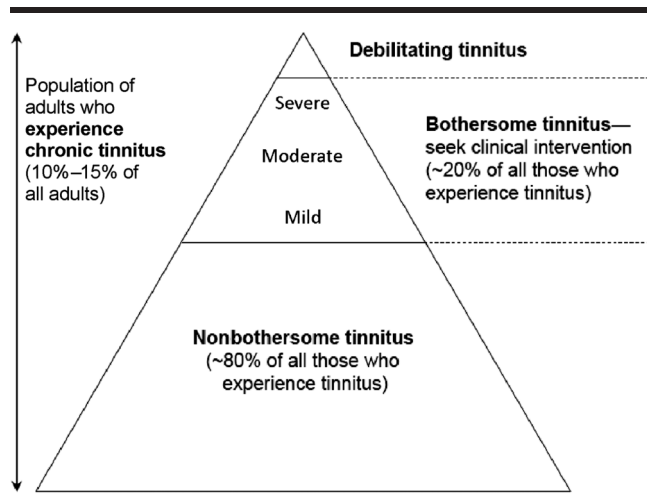 Debilitating tinnitus
Population of
adults who
experience
chronic tinnitus
(10%–15% of
all adults)
Severe
Moderate
Mild
Bothersome tinnitus—
seek clinical intervention
(~20% of all those who
experience tinnitus)
Nonbothersome tinnitus
(~80% of all those who
experience tinnitus)